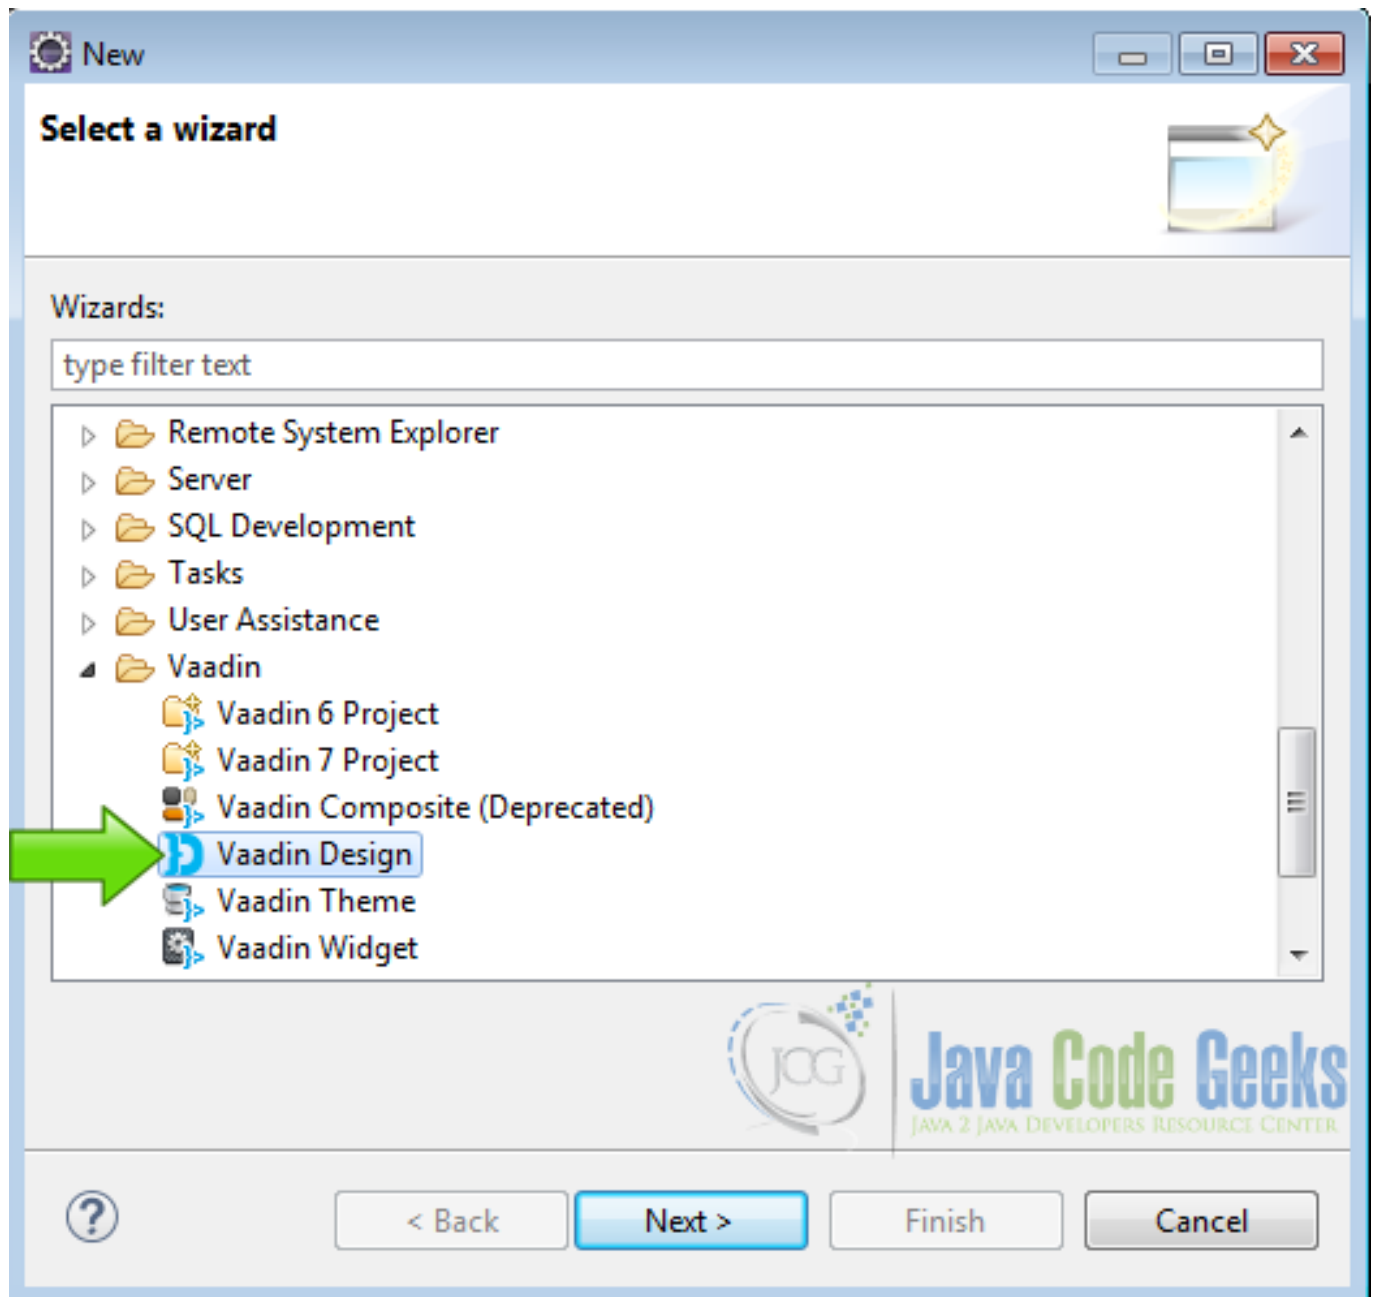 New
Select a wizard
Wizards:
type filter text
Remote System Explorer
Server
SQL Development
Tasks
User Assistance
Vaadin
Vaadin 6 Project
Vaadin 7 Project
Vaadin Composite (Deprecated)
Vaadin Design
Vaadin Theme
Vaadin Widget
JCG
Java Code Geeks
JAVA 2 JAVA DEVELOPERS RESOURCE CENTER
?
< Back
Next >
Finish
Cancel